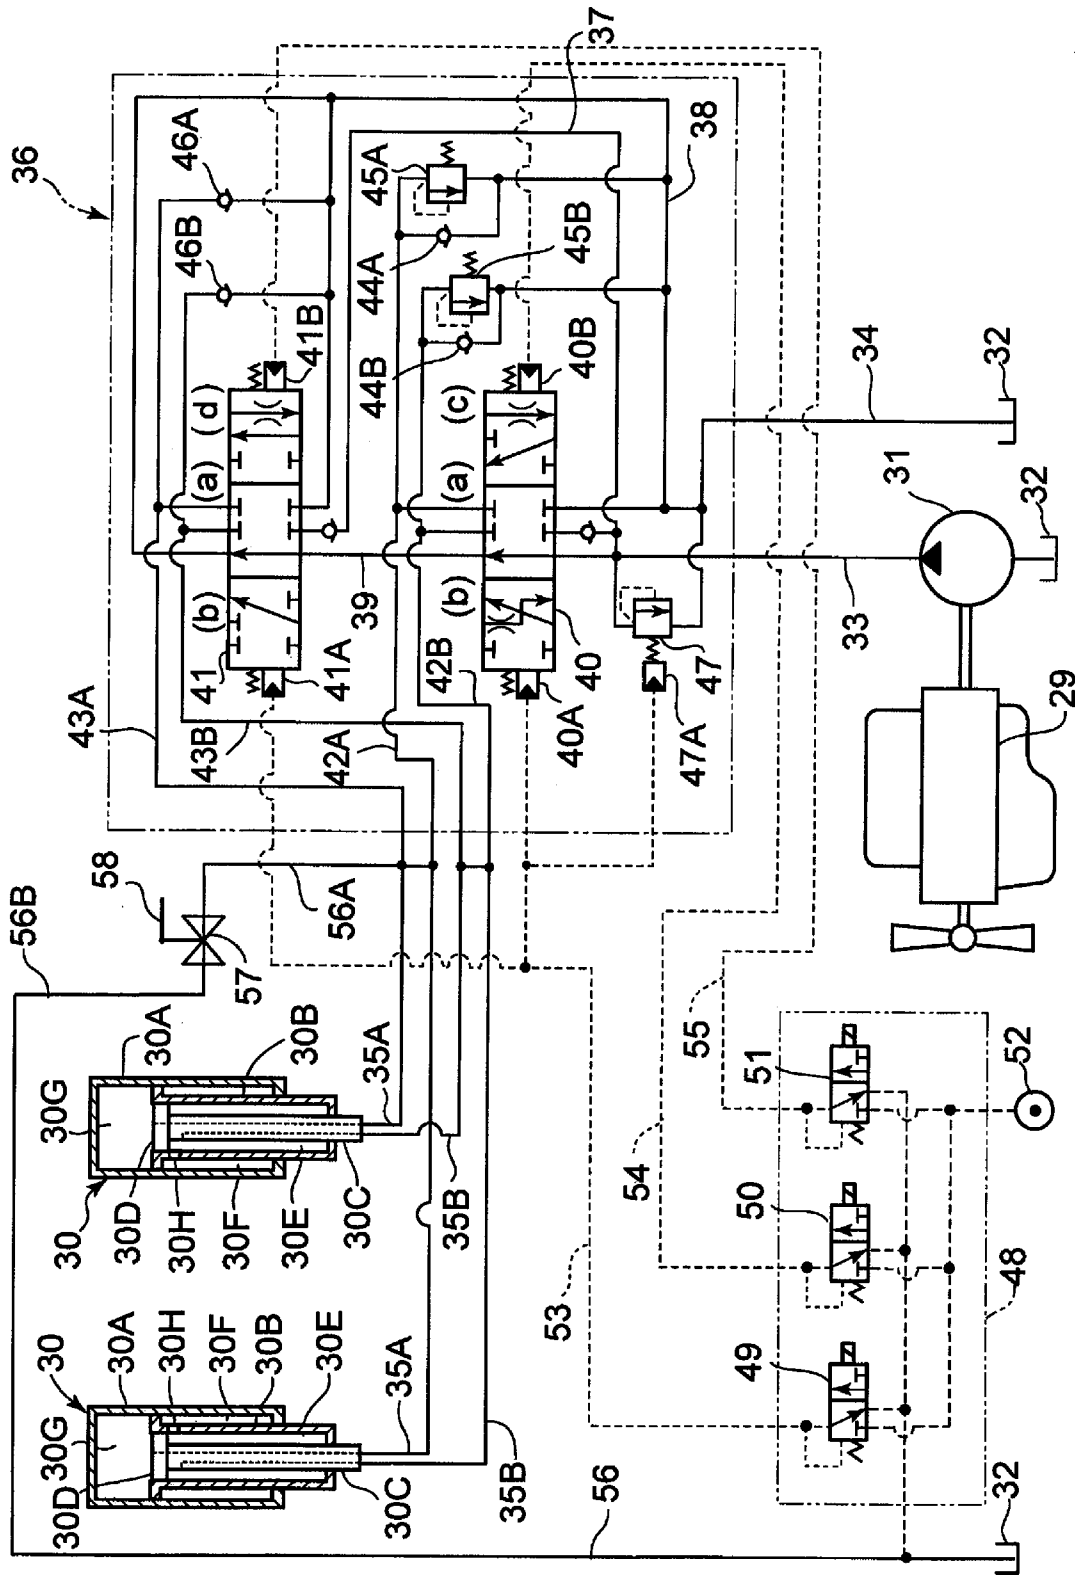 36
46A
46B
37
43A
41
(b)
(a)
(d)
41B
41A
43B
39
45A
44A
45B
44B
38
42A
42B
(b)
(a)
(c)
40B
40A
40
47
47A
34
32
31
32
33
29
58
56B
57
56A
30A
30G
30B
30
30D
30H
30F
30E
30C
35A
35B
30
30A
30H
30F
30B
30E
30G
30D
30C
35A
35B
53
54
55
51
50
49
52
48
56
32